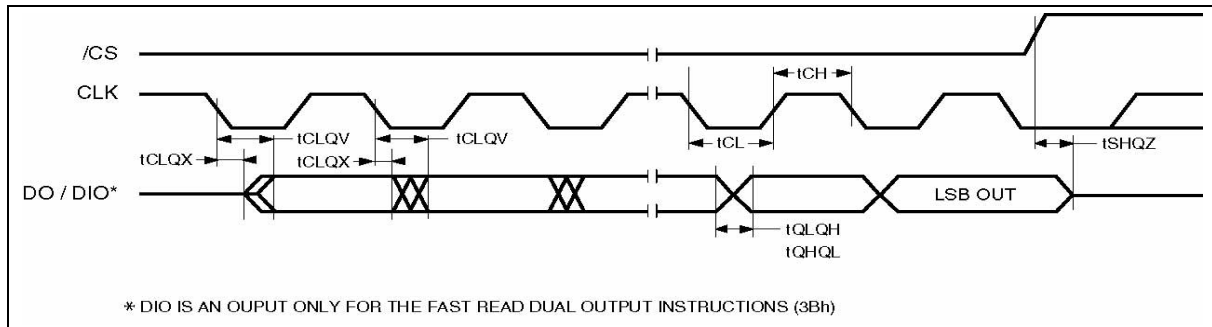 /CS
tCH
CLK
tCLQV
tCLQV
tCL
tSHQZ
tCLQX
tCLQX
DO / DIO*
LSB OUT
tQLQH
tQHQL
* DIO IS AN OUPUT ONLY FOR THE FAST READ DUAL OUTPUT INSTRUCTIONS (3Bh)